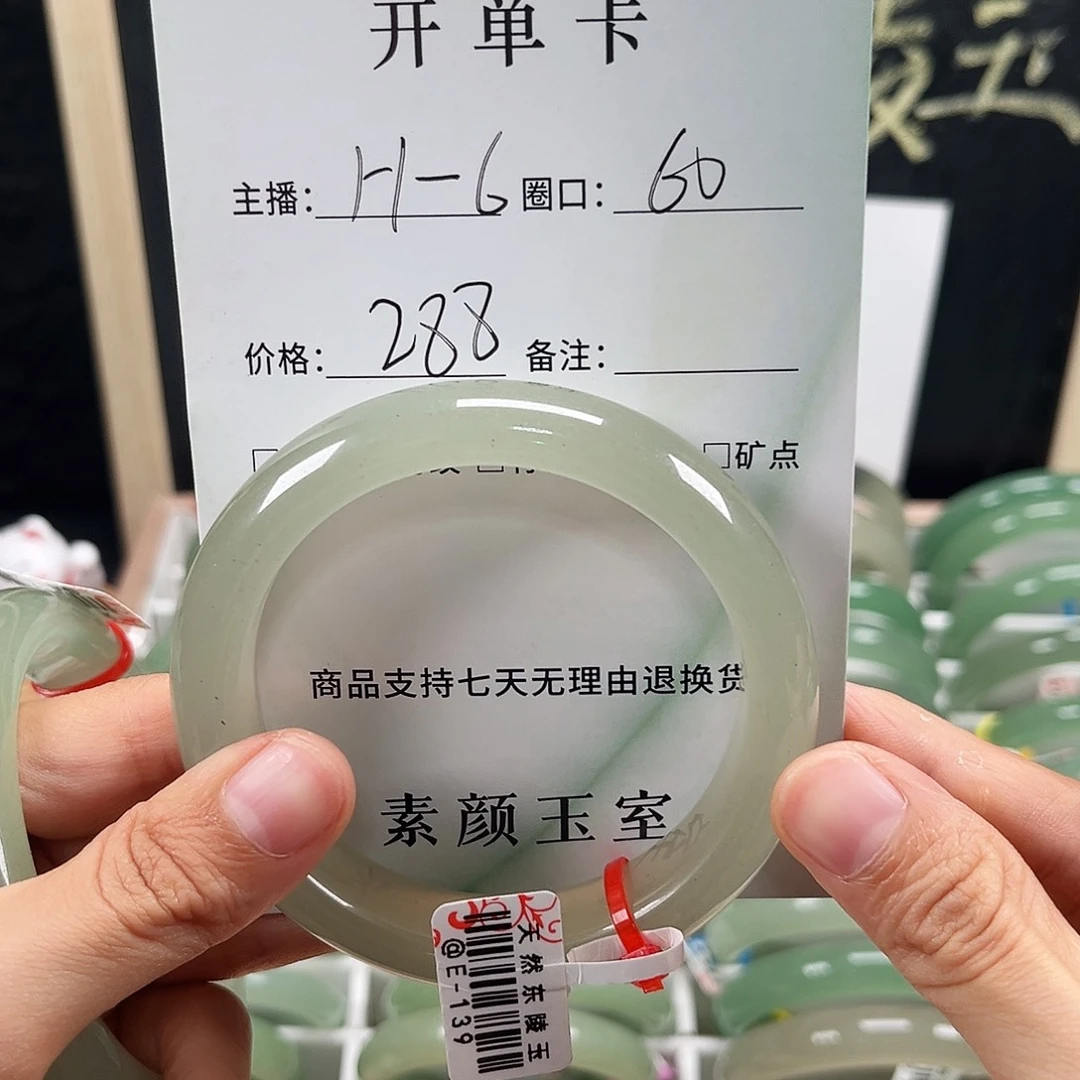 开单卡
主播: H-6 圈口: 60
价格: 288 备注:
□矿点
商品支持七天无理由退换货
素颜玉室
天然东陵玉
@E-139